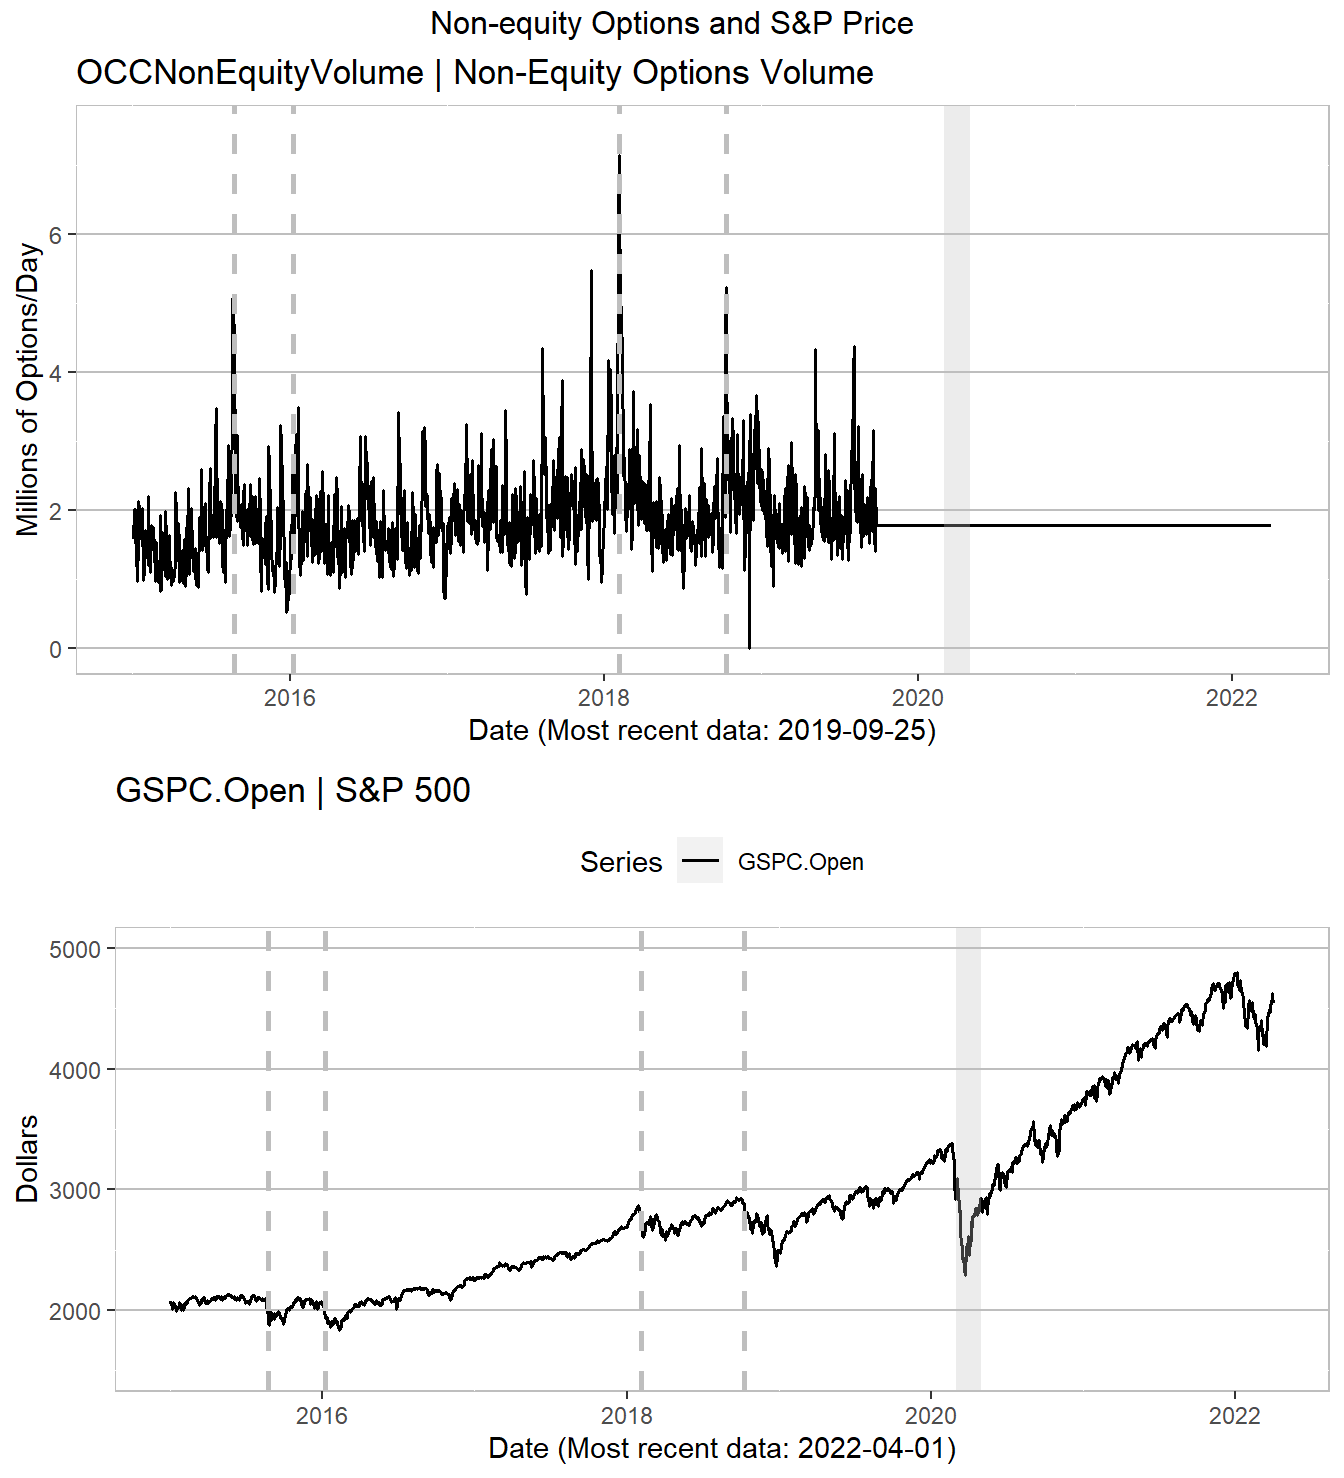 Non-equity Options and S&P Price
OCCNonEquityVolume | Non-Equity Options Volume
Millions of Options/Day
6
4
2
0
2016 2018 2020 2022
Date (Most recent data: 2019-09-25)
GSPC.Open | S&P 500
Series GSPC.Open
Dollars
5000
4000
3000
2000
2016 2018 2020 2022
Date (Most recent data: 2022-04-01)